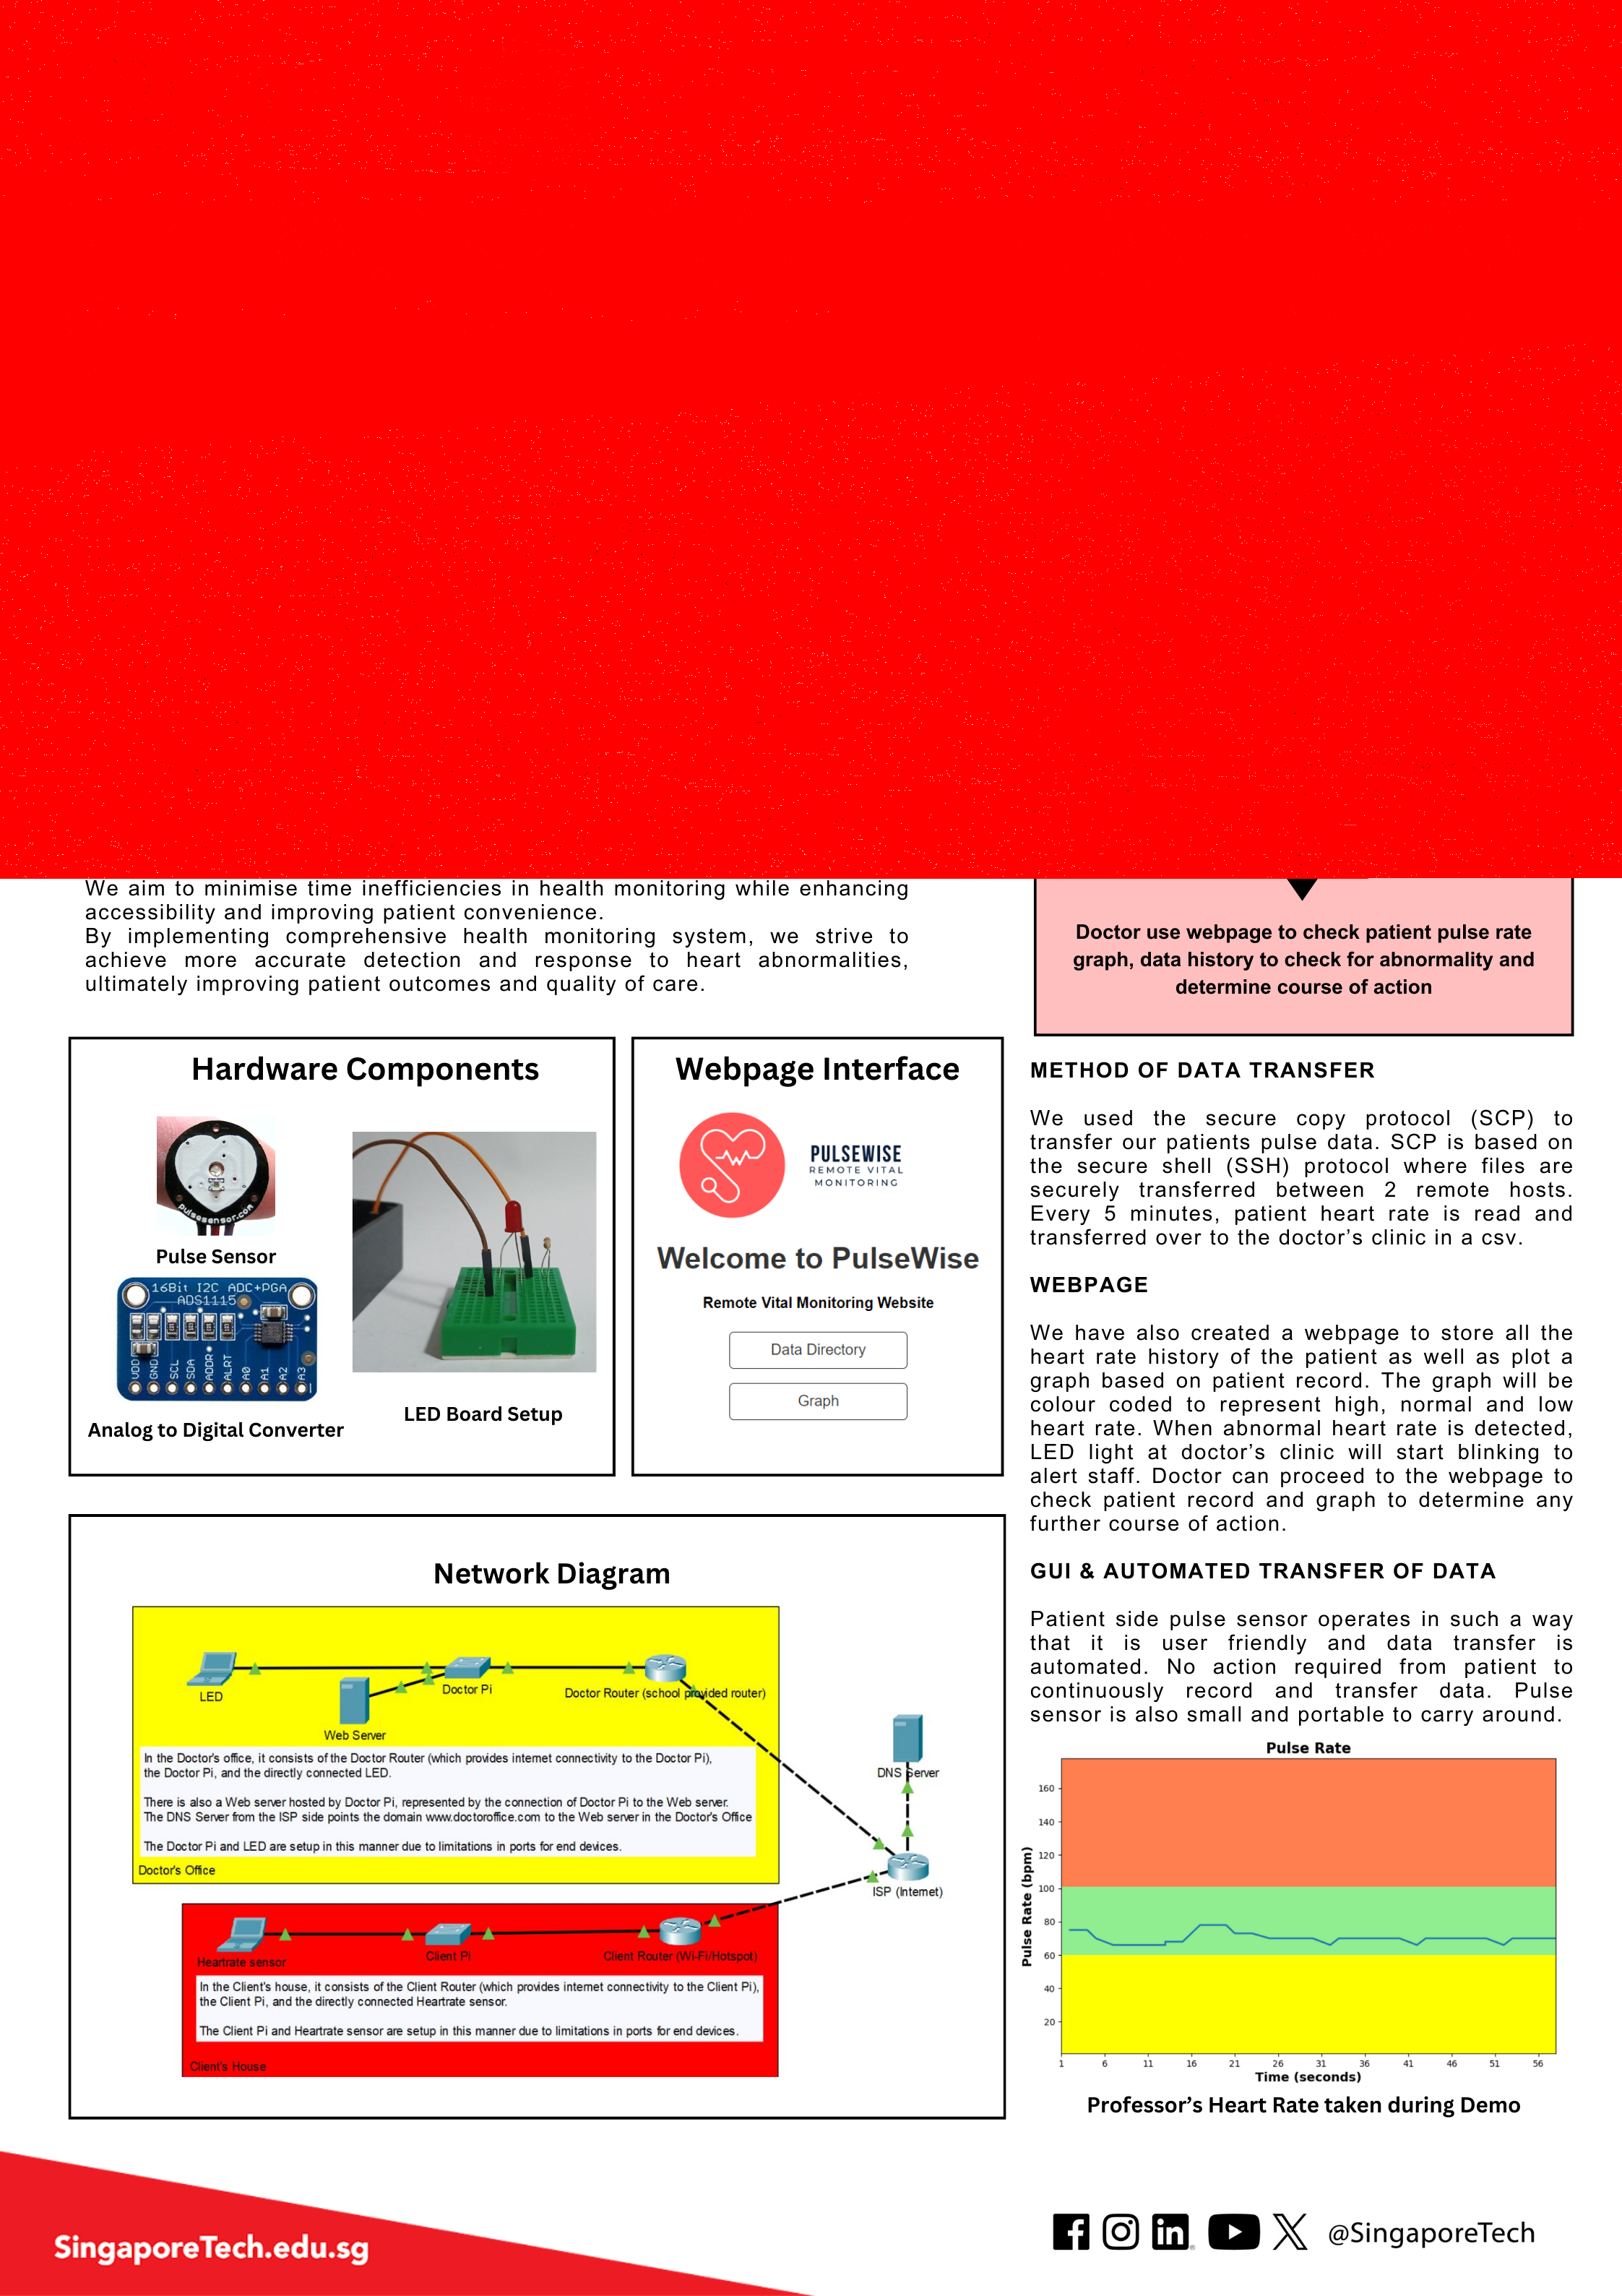 We aim to minimise time inefficiencies in health monitoring while enhancing
accessibility and improving patient convenience.
By implementing comprehensive health monitoring system, we strive to
achieve more accurate detection and response to heart abnormalities,
ultimately improving patient outcomes and quality of care.
Doctor use webpage to check patient pulse rate
graph, data history to check for abnormality and
determine course of action
Hardware Components
pulsesensor.com
Pulse Sensor
16Bit I2C ADC+PGA
ADS1115
VDD
GND
SCL
SDA
ADDR
ALRT
A0
A1
A2
A3
Analog to Digital Converter
LED Board Setup
Webpage Interface
PULSEWISE
REMOTE VITAL
MONITORING
Welcome to PulseWise
Remote Vital Monitoring Website
Data Directory
Graph
METHOD OF DATA TRANSFER
We used the secure copy protocol (SCP) to
transfer our patients pulse data. SCP is based on
the secure shell (SSH) protocol where files are
securely transferred between 2 remote hosts.
Every 5 minutes, patient heart rate is read and
transferred over to the doctor's clinic in a csv.
WEBPAGE
We have also created a webpage to store all the
heart rate history of the patient as well as plot a
graph based on patient record. The graph will be
colour coded to represent high, normal and low
heart rate. When abnormal heart rate is detected,
LED light at doctor's clinic will start blinking to
alert staff. Doctor can proceed to the webpage to
check patient record and graph to determine any
further course of action.
GUI & AUTOMATED TRANSFER OF DATA
Patient side pulse sensor operates in such a way
that it is user friendly and data transfer is
automated. No action required from patient to
continuously record and transfer data. Pulse
sensor is also small and portable to carry around.
Network Diagram
LED
Doctor Pi
Doctor Router (school provided router)
Web Server
In the Doctor's office, it consists of the Doctor Router (which provides internet connectivity to the Doctor Pi),
the Doctor Pi, and the directly connected LED.
There is also a Web server hosted by Doctor Pi, represented by the connection of Doctor Pi to the Web server.
The DNS Server from the ISP side points the domain www.doctoroffice.com to the Web server in the Doctor's Office
The Doctor Pi and LED are setup in this manner due to limitations in ports for end devices.
Doctor's Office
DNS Server
ISP (Internet)
Heartrate sensor
Client Pi
Client Router (Wi-Fi/Hotspot)
In the Client's house, it consists of the Client Router (which provides internet connectivity to the Client Pi),
the Client Pi, and the directly connected Heartrate sensor.
The Client Pi and Heartrate sensor are setup in this manner due to limitations in ports for end devices.
Client's House
Pulse Rate
Pulse Rate (bpm)
160
140
120
100
80
60
40
20
1 6 11 16 21 26 31 36 41 46 51 56
Time (seconds)
Professor's Heart Rate taken during Demo
SingaporeTech.edu.sg
@SingaporeTech